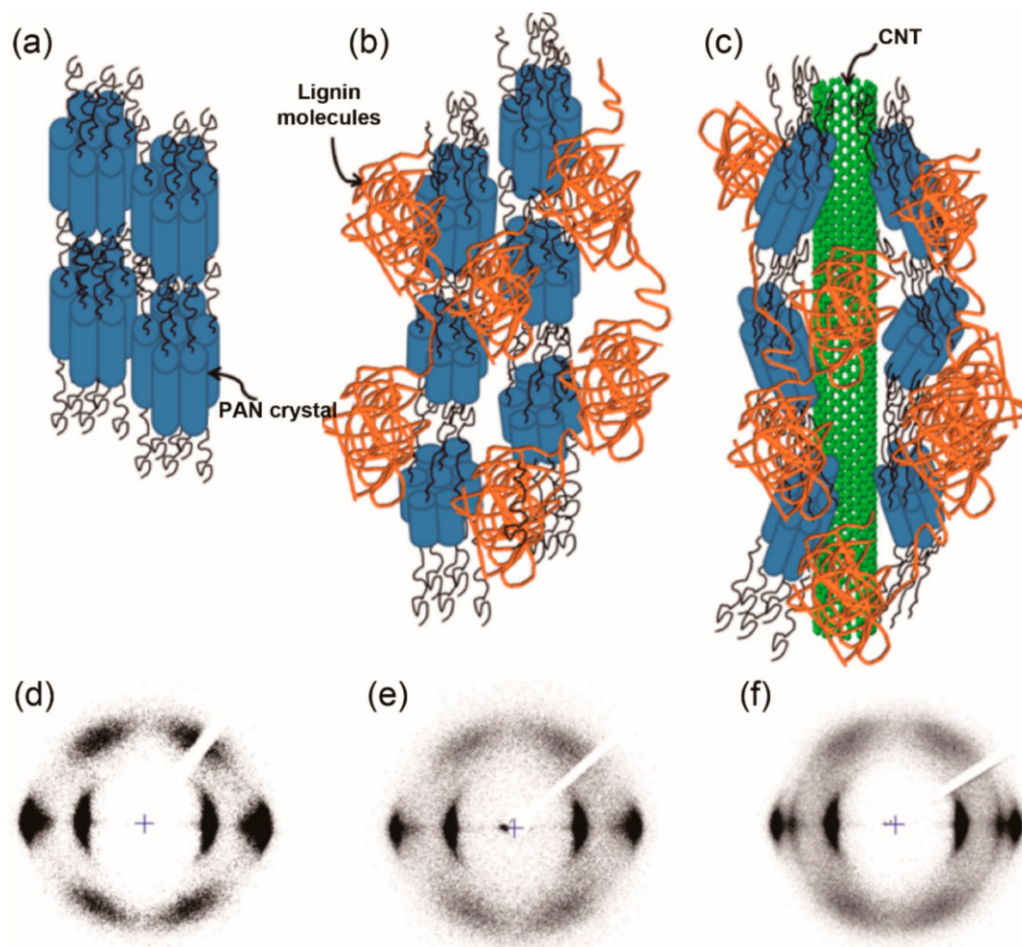 (a)
(b)
(c)
CNT
Lignin
molecules
PAN crystal
(d)
(e)
(f)